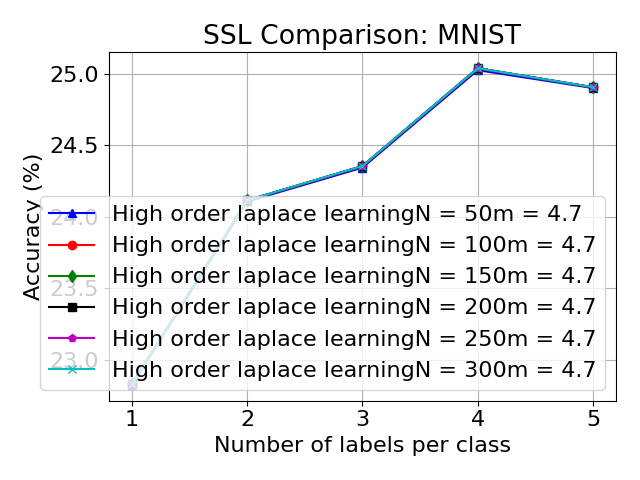 SSL Comparison: MNIST
Accuracy (%)
25.0
24.5
24.0
23.5
23.0
High order laplace learningN = 50m = 4.7
High order laplace learningN = 100m = 4.7
High order laplace learningN = 150m = 4.7
High order laplace learningN = 200m = 4.7
High order laplace learningN = 250m = 4.7
High order laplace learningN = 300m = 4.7
1 2 3 4 5
Number of labels per class